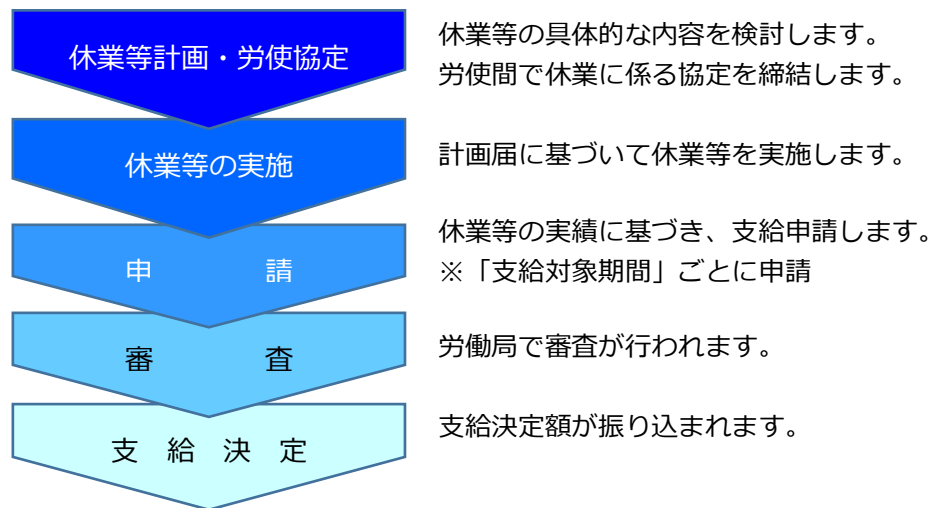 休業等計画・労使協定
休業等の具体的な内容を検討します。
労使間で休業に係る協定を締結します。
休業等の実施
計画届に基づいて休業等を実施します。
申　　　　請
休業等の実績に基づき、支給申請します。
※「支給対象期間」ごとに申請
審　　　　査
労働局で審査が行われます。
支　給　決　定
支給決定額が振り込まれます。